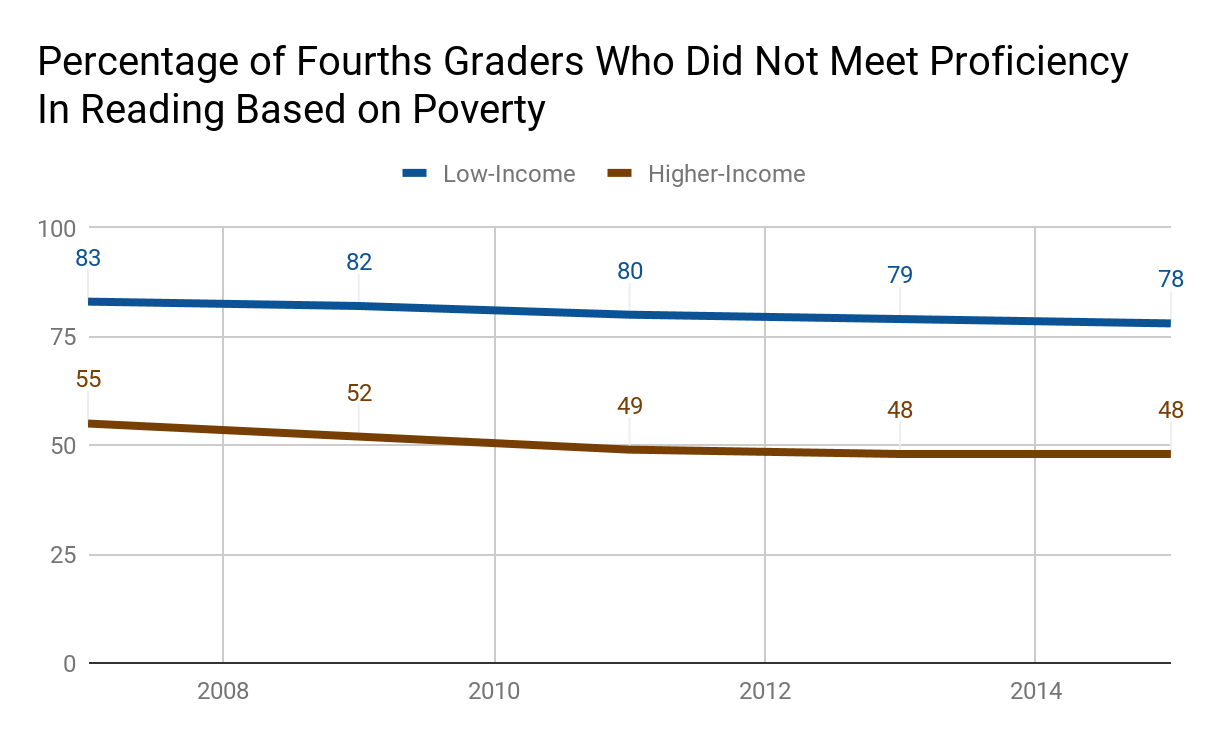 Percentage of Fourths Graders Who Did Not Meet Proficiency
In Reading Based on Poverty
Low-Income Higher-Income
100
83 82 80 79 78
75
55 52 49 48 48
50
25
0
2008 2010 2012 2014